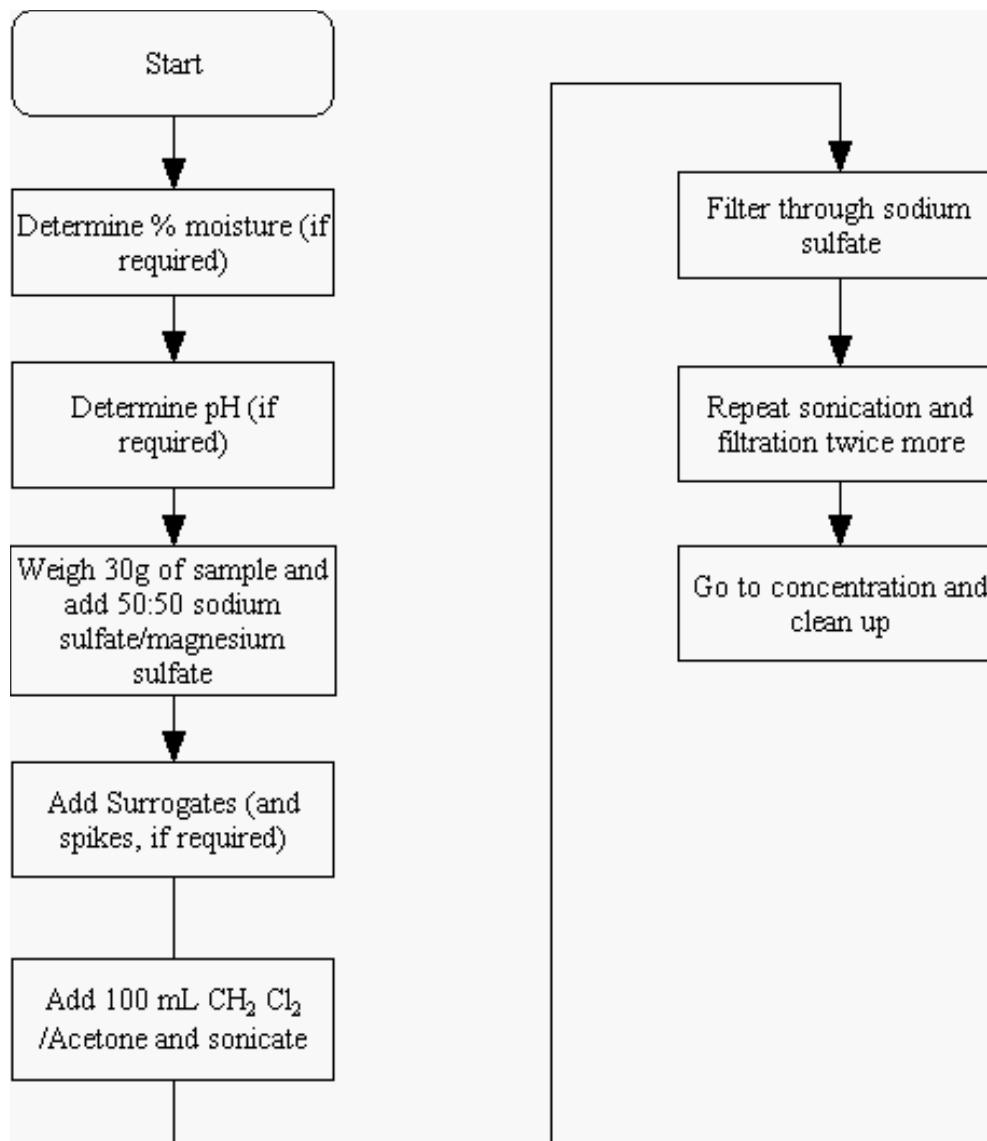 Start
Determine % moisture (if
required)
Determine pH (if
required)
Weigh 30g of sample and
add 50:50 sodium
sulfate/magnesium
sulfate
Add Surrogates (and
spikes, if required)
Add 100 mL CH₂ Cl₂
/Acetone and sonicate
Filter through sodium
sulfate
Repeat sonication and
filtration twice more
Go to concentration and
clean up